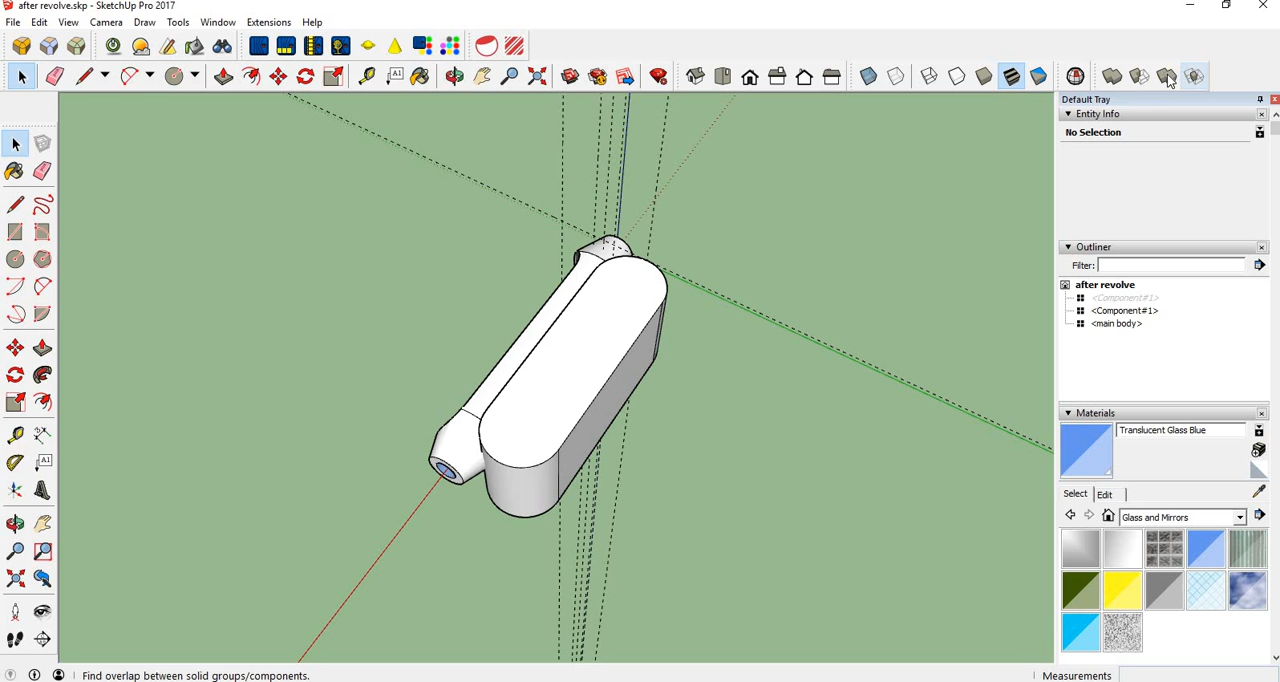 after revolve.skp - SketchUp Pro 2017
File Edit View Camera Draw Tools Window Extensions Help
A1
Default Tray
Entity Info
No Selection
Outliner
Filter:
after revolve
<Component#1>
<Component#1>
<main body>
Materials
Translucent Glass Blue
Select Edit
Glass and Mirrors
A1
Find overlap between solid groups/components.
Measurements